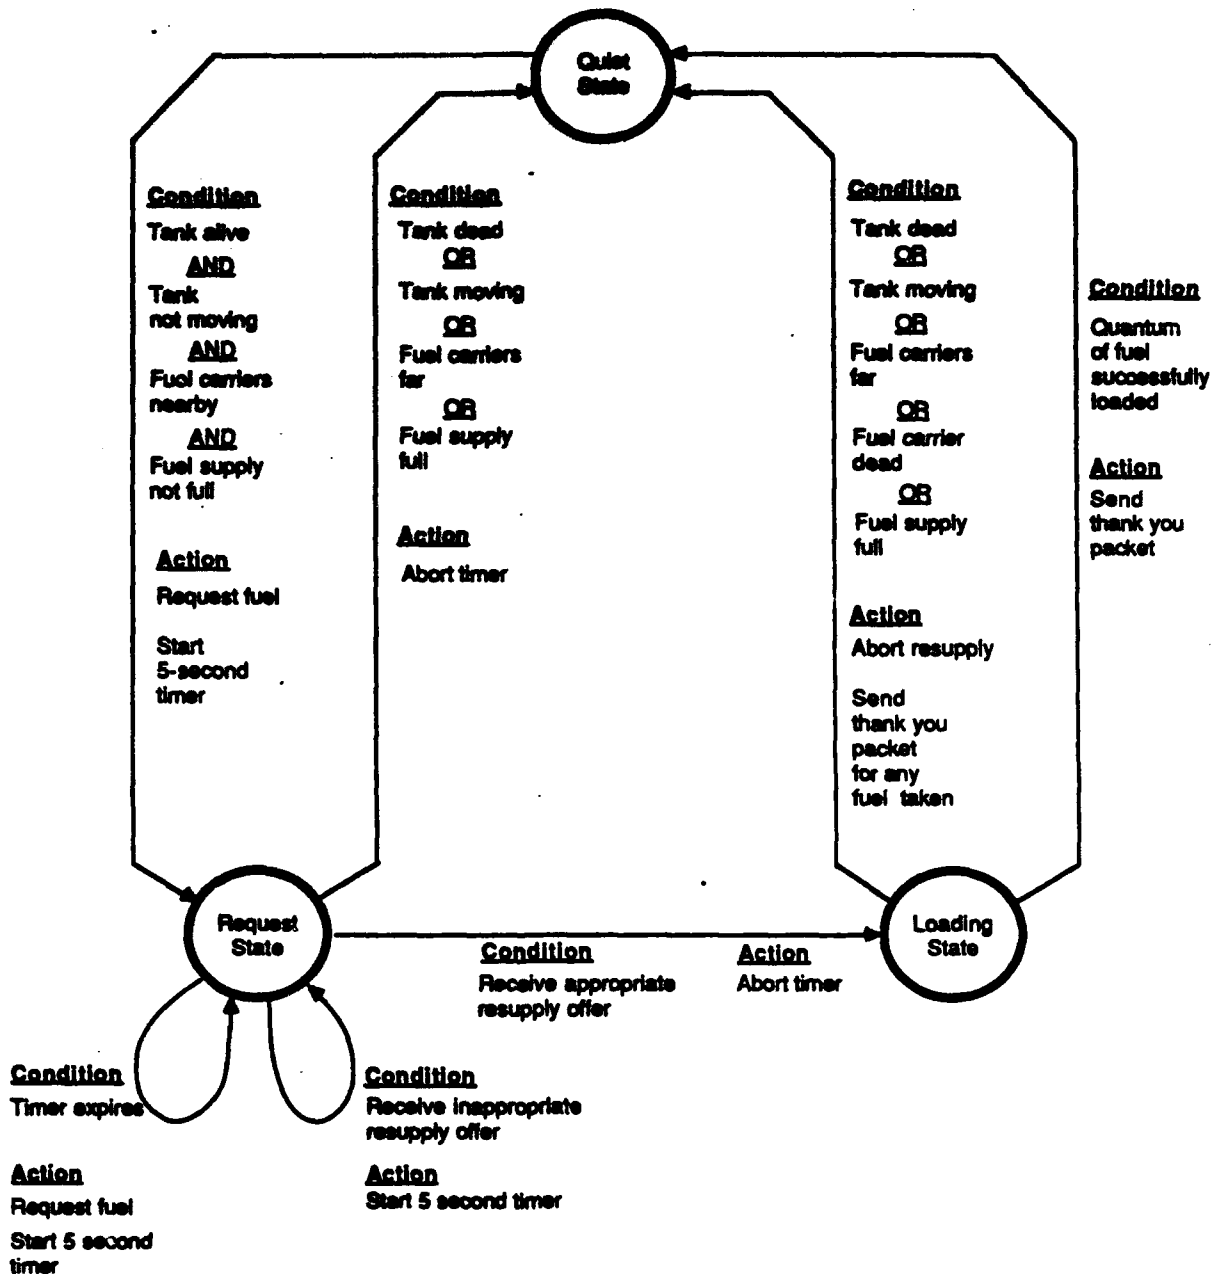 Quiet
State
Condition
Tank alive
AND
Tank
not moving
AND
Fuol carriers
nearby
AND
Fuel supply
not full
Action
Request fuel
Start
5-second
timer
Condition
Tank dead
OR
Tank moving
OR
Fuel carriers
far
OR
Fuel supply
full
Action
Abort timer
Condition
Tank dead
OR
Tank moving
OR
Fuel carriers
far
OR
Fuel carrier
dead
OR
Fuel supply
full
Action
Abort resupply
Send
thank you
packet
for any
fuel taken
Condition
Quantum
of fuel
successfully
loaded
Action
Send
thank you
packet
Request
State
Loading
State
Condition
Receive appropriate
resupply offer
Action
Abort timer
Condition
Timer expires
Action
Request fuel
Start 5 second
timer
Condition
Receive inappropriate
resupply offer
Action
Start 5 second timer